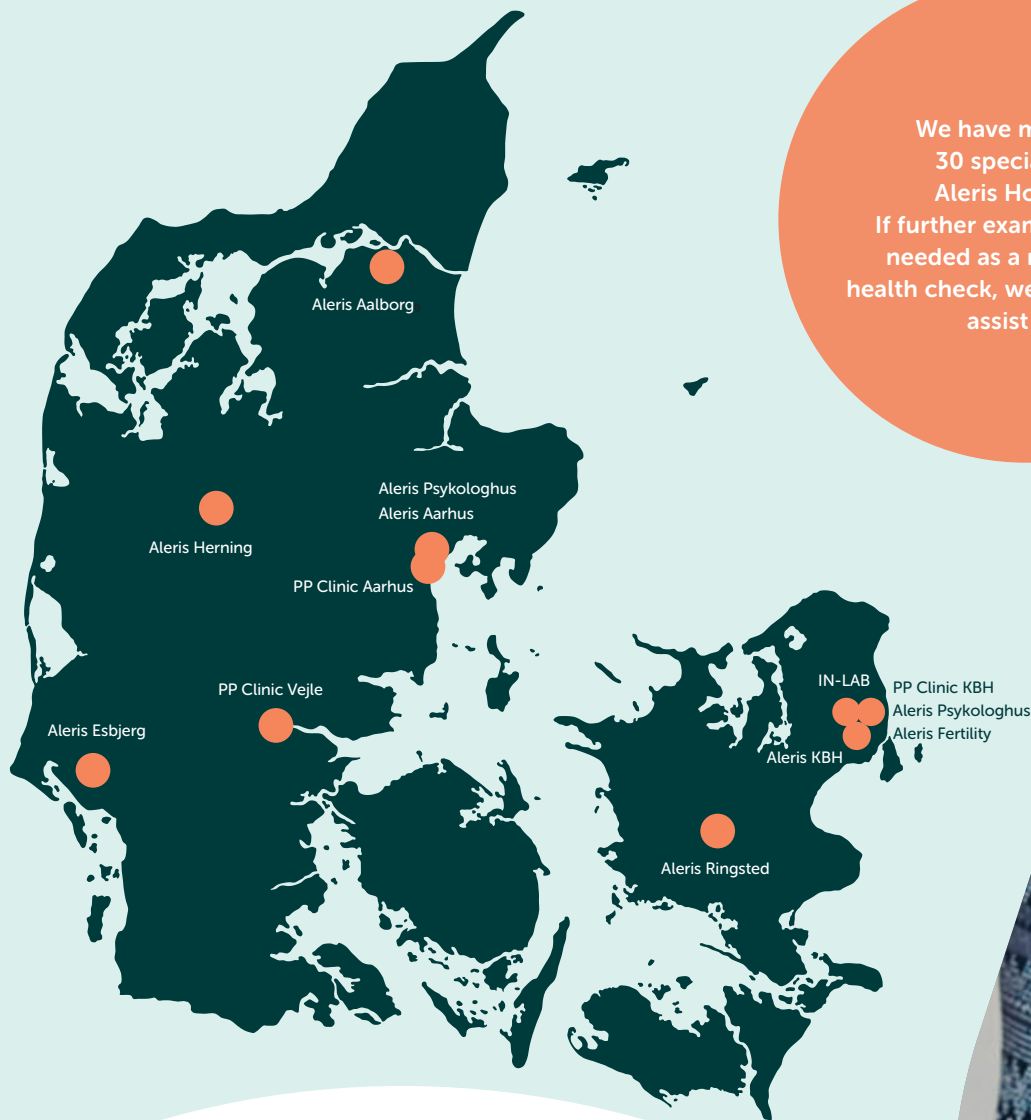 We have m
30 specia
Aleris Ho
If further exar
needed as a r
health check, we
assist
Aleris Aalborg
Aleris Psykologhus
Aleris Aarhus
Aleris Herning
PP Clinic Aarhus
PP Clinic Vejle
Aleris Esbjerg
IN-LAB
PP Clinic KBH
Aleris Psykologhus
Aleris Fertility
Aleris KBH
Aleris Ringsted